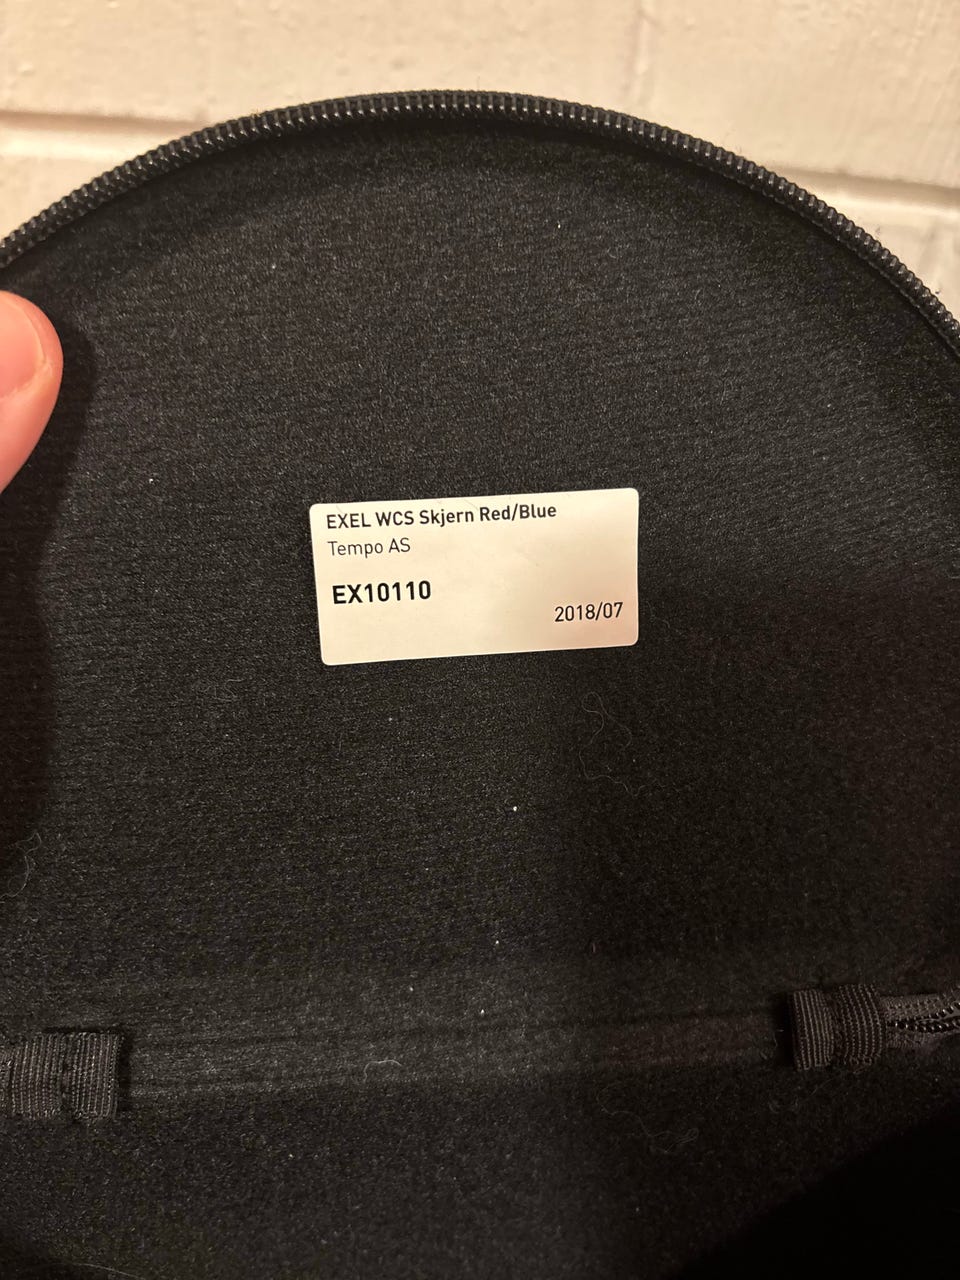 EXEL WCS Skjern Red/Blue
Tempo AS
EX10110
2018/07